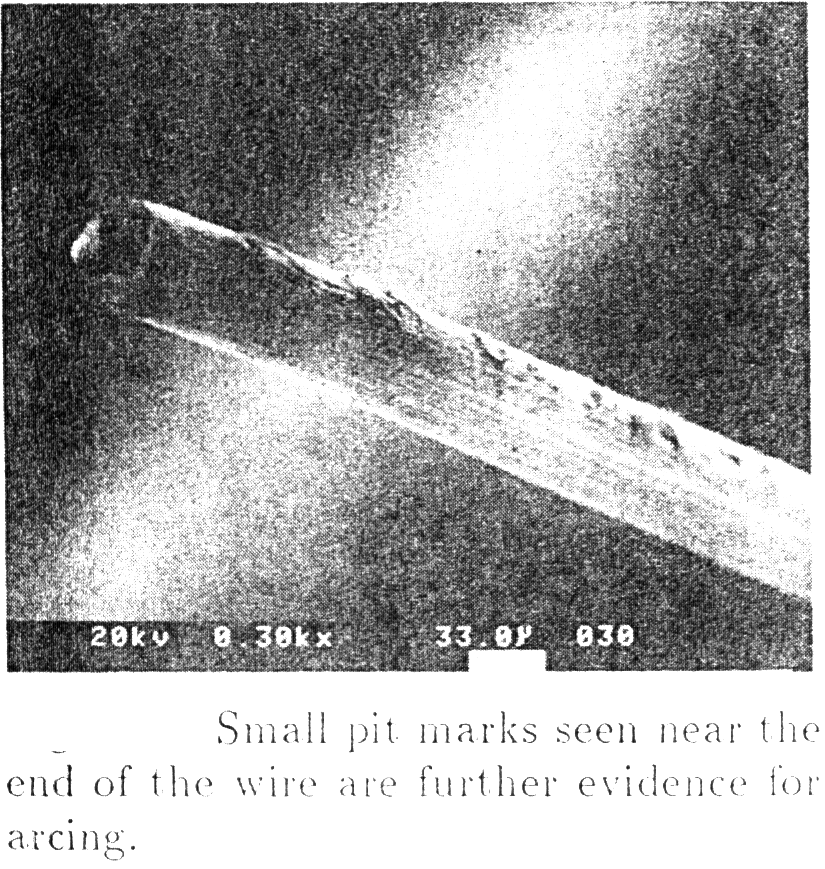 20kv 0.30kx 33.0μ 030
Small pit marks seen near the
end of the wire are further evidence for
arcing.